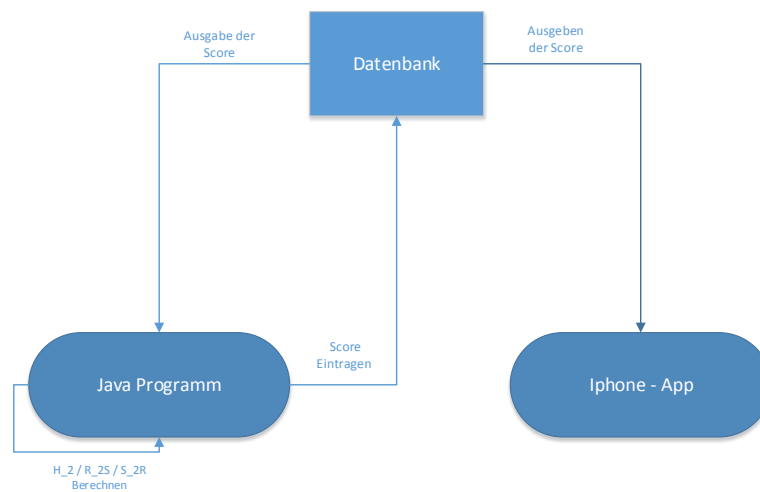 Ausgabe der
Score
Datenbank
Ausgeben
der Score
Score
Eintragen
Java Programm
Iphone - App
H_2 / R_2S / S_2R
Berechnen